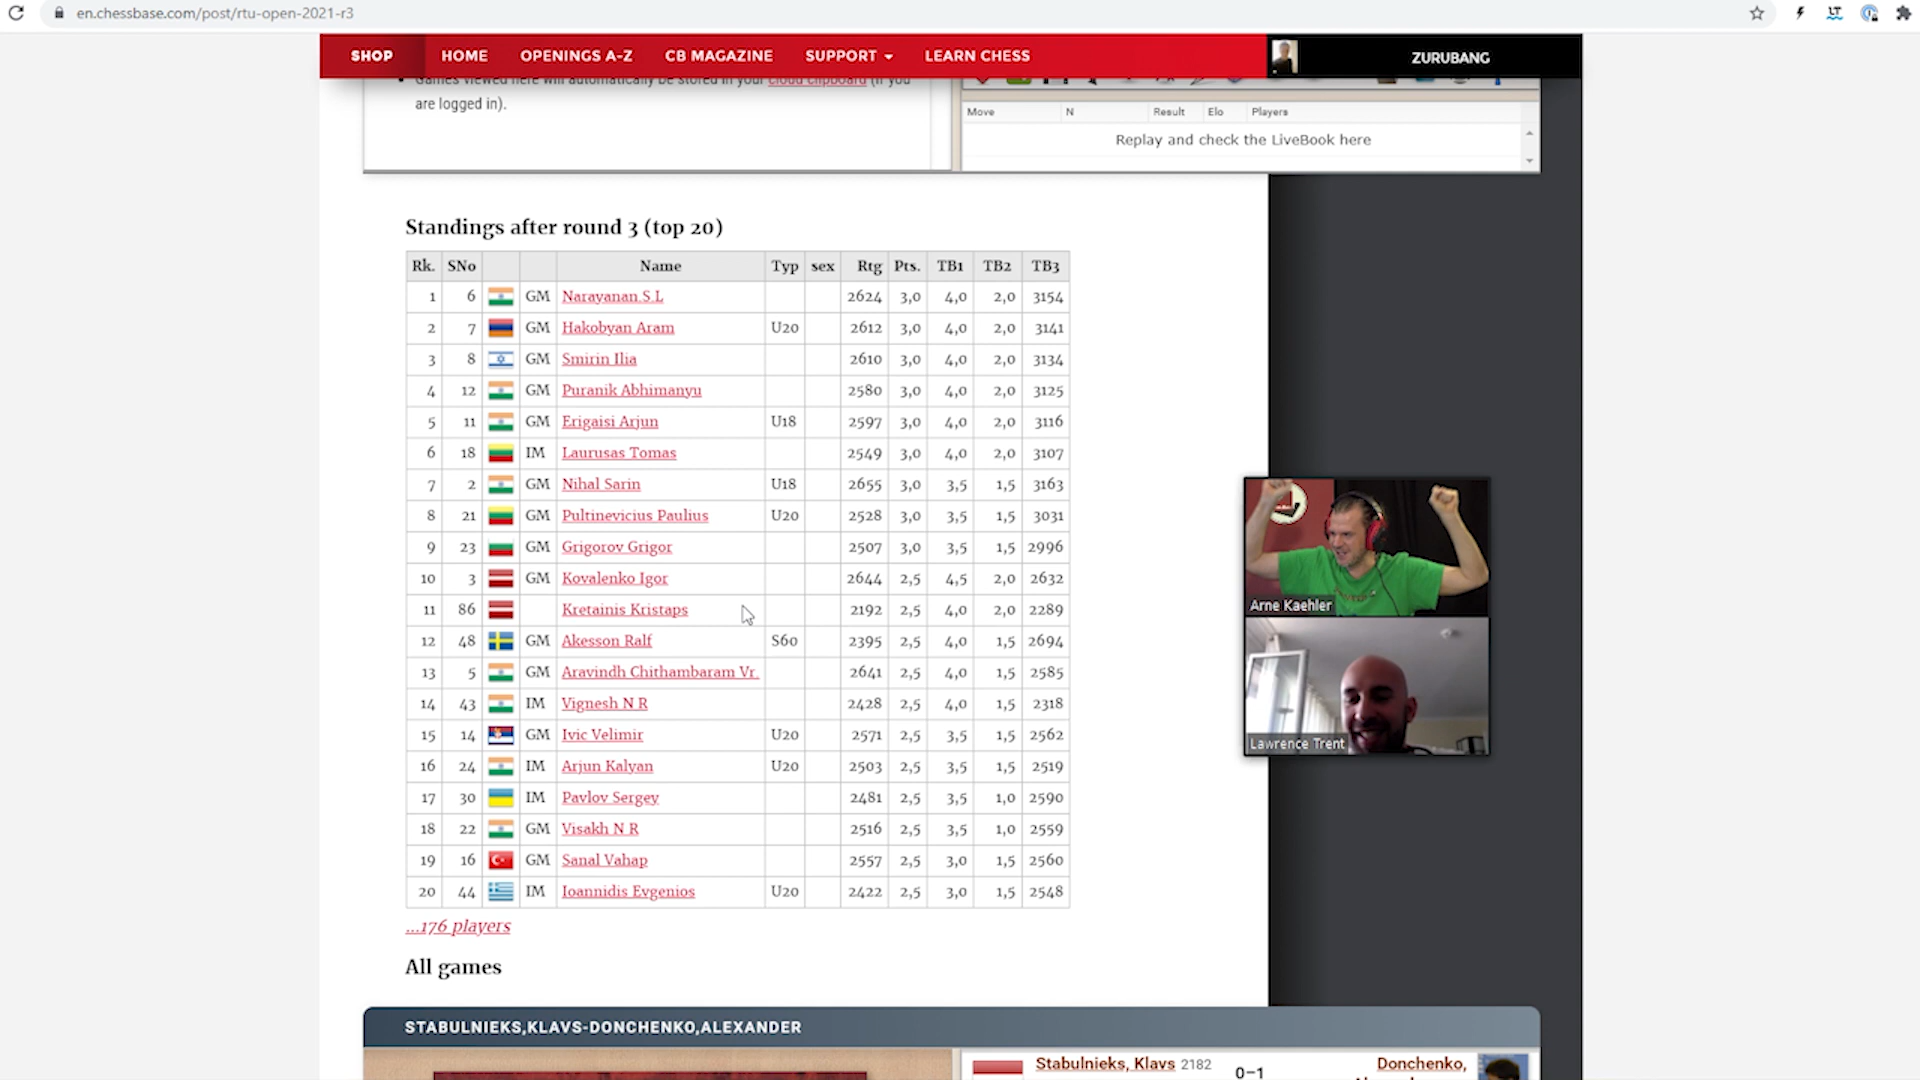 en.chessbase.com/post/rtu-open-2021-r3
SHOP HOME OPENINGS A-Z CB MAGAZINE SUPPORT LEARN CHESS ZURUBANG
Games viewed here will automatically be stored in your cloud clipboard (if you
are logged in).
Move N Result Elo Players
Replay and check the LiveBook here
Standings after round 3 (top 20)
Rk. SNo Name Typ sex Rtg Pts. TB1 TB2 TB3
1 6 GM Narayanan.S.L 2624 3,0 4,0 2,0 3154
2 7 GM Hakobyan Aram U20 2612 3,0 4,0 2,0 3141
3 8 GM Smirin Ilia 2610 3,0 4,0 2,0 3134
4 12 GM Puranik Abhimanyu 2580 3,0 4,0 2,0 3125
5 11 GM Erigaisi Arjun U18 2597 3,0 4,0 2,0 3116
6 18 IM Laurusas Tomas 2549 3,0 4,0 2,0 3107
7 2 GM Nihal Sarin U18 2655 3,0 3,5 1,5 3163
8 21 GM Pultinevicius Paulius U20 2528 3,0 3,5 1,5 3031
9 23 GM Grigorov Grigor 2507 3,0 3,5 1,5 2996
10 3 GM Kovalenko Igor 2644 2,5 4,5 2,0 2632
11 86 Kretainis Kristaps 2192 2,5 4,0 2,0 2289
12 48 GM Akesson Ralf S60 2395 2,5 4,0 1,5 2694
13 5 GM Aravindh Chithambaram Vr. 2641 2,5 4,0 1,5 2585
14 43 IM Vignesh N R 2428 2,5 4,0 1,5 2318
15 14 GM Ivic Velimir U20 2571 2,5 3,5 1,5 2562
16 24 IM Arjun Kalyan U20 2503 2,5 3,5 1,5 2519
17 30 IM Pavlov Sergey 2481 2,5 3,5 1,0 2590
18 22 GM Visakh N R 2516 2,5 3,5 1,0 2559
19 16 GM Sanal Vahap 2557 2,5 3,0 1,5 2560
20 44 IM Ioannidis Evgenios U20 2422 2,5 3,0 1,5 2548
...176 players
All games
Arne Kaehler
Lawrence Trent
STABULNIEKS,KLAVS-DONCHENKO,ALEXANDER
Stabulnieks, Klavs 2182 0-1 Donchenko,